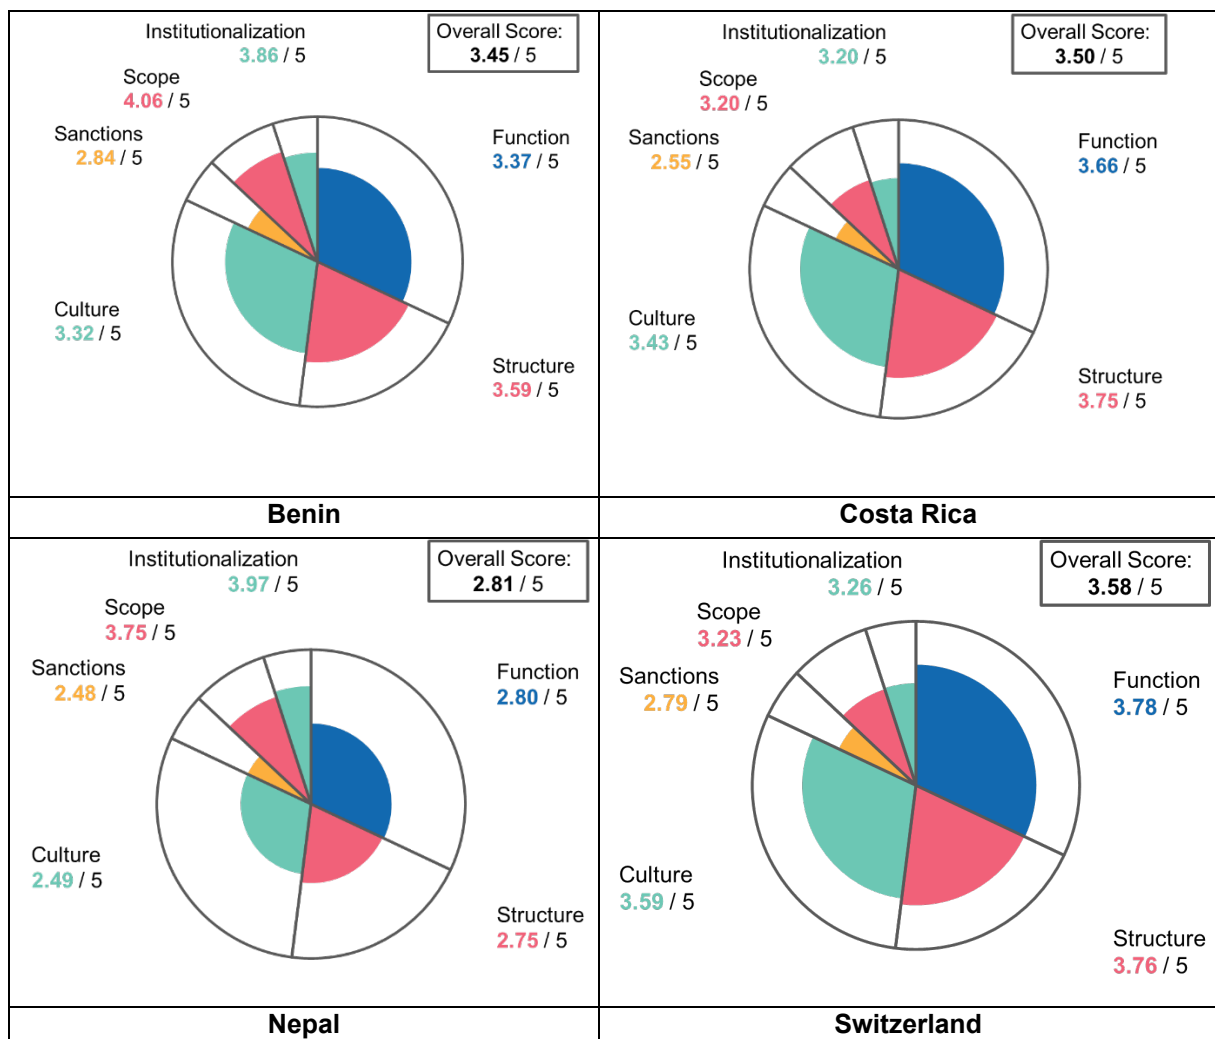 Institutionalization
3.86 / 5
Overall Score:
3.45 / 5
Scope
4.06 / 5
Sanctions
2.84 / 5
Function
3.37 / 5
Culture
3.32 / 5
Structure
3.59 / 5
Benin
Institutionalization
3.20 / 5
Overall Score:
3.50 / 5
Scope
3.20 / 5
Sanctions
2.55 / 5
Function
3.66 / 5
Culture
3.43 / 5
Structure
3.75 / 5
Costa Rica
Institutionalization
3.97 / 5
Overall Score:
2.81 / 5
Scope
3.75 / 5
Sanctions
2.48 / 5
Function
2.80 / 5
Culture
2.49 / 5
Structure
2.75 / 5
Nepal
Institutionalization
3.26 / 5
Overall Score:
3.58 / 5
Scope
3.23 / 5
Sanctions
2.79 / 5
Function
3.78 / 5
Culture
3.59 / 5
Structure
3.76 / 5
Switzerland